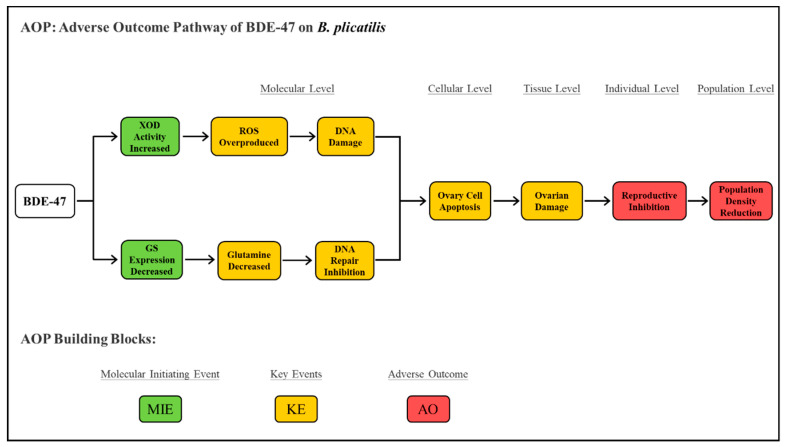 AOP: Adverse Outcome Pathway of BDE-47 on B. plicatilis
Molecular Level
Cellular Level
Tissue Level
Individual Level
Population Level
XOD
Activity
Increased
ROS
Overproduced
DNA
Damage
BDE-47
Ovary Cell
Apoptosis
Ovarian
Damage
Reproductive
Inhibition
Population
Density
Reduction
GS
Expression
Decreased
Glutamine
Decreased
DNA
Repair
Inhibition
AOP Building Blocks:
Molecular Initiating Event
Key Events
Adverse Outcome
MIE
KE
AO